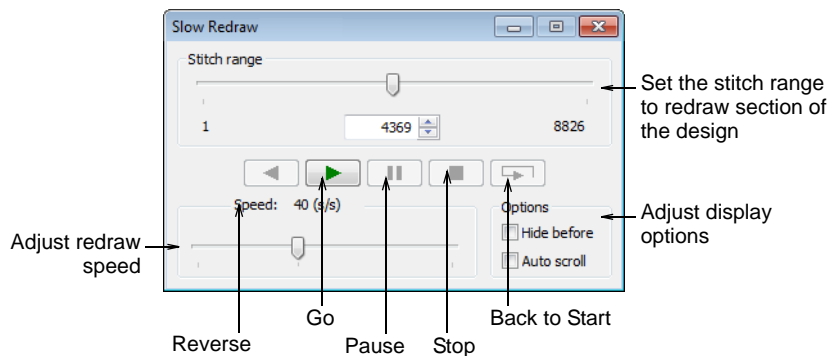 Slow Redraw
Stitch range
1
4369
8826
Set the stitch range
to redraw section of
the design
Speed: 40 (s/s)
Options
Hide before
Auto scroll
Adjust display
options
Adjust redraw
speed
Reverse
Go
Pause
Stop
Back to Start